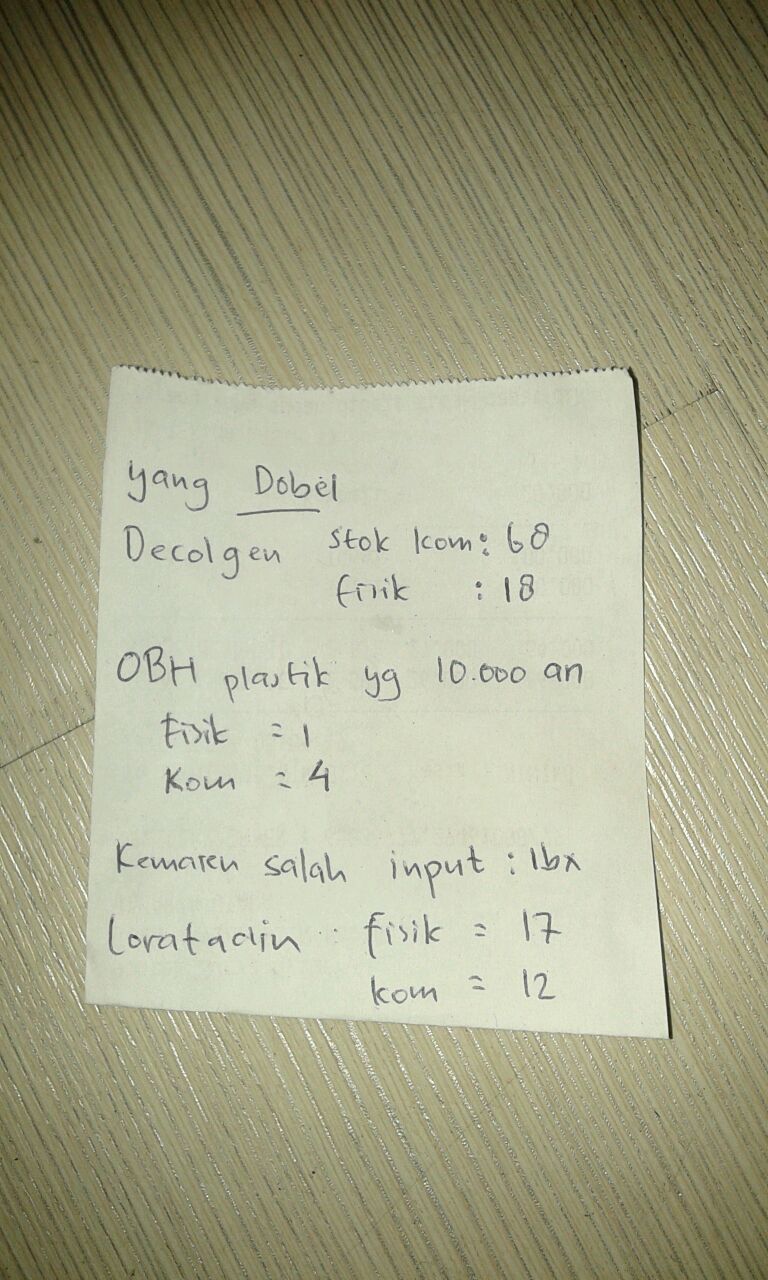 yang Dobel
Decolgen stok kom: 60
fisik : 18
OBH plastik yg 10.000 an
fisik = 1
Kom = 4
Kemaren salah input : 1bx
Loratadin fisik = 17
kom = 12